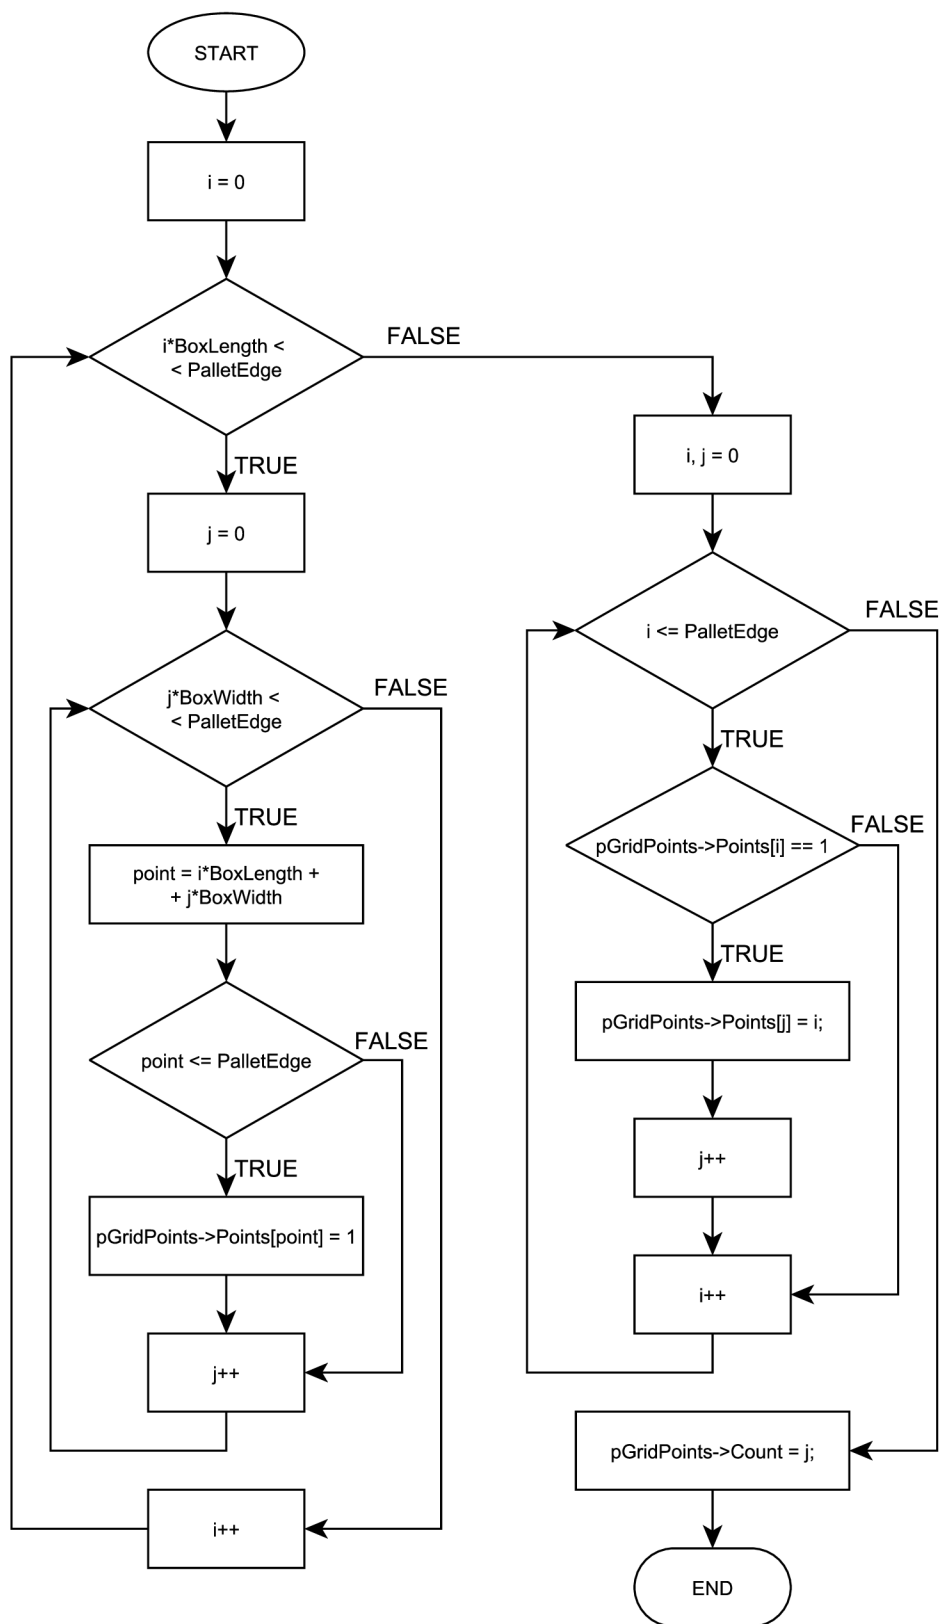 START
i = 0
i*BoxLength <
< PalletEdge
FALSE
TRUE
j = 0
j*BoxWidth <
< PalletEdge
FALSE
TRUE
point = i*BoxLength +
+ j*BoxWidth
point <= PalletEdge
FALSE
TRUE
pGridPoints->Points[point] = 1
j++
i++
i, j = 0
i <= PalletEdge
FALSE
TRUE
pGridPoints->Points[i] == 1
FALSE
TRUE
pGridPoints->Points[j] = i;
j++
i++
pGridPoints->Count = j;
END